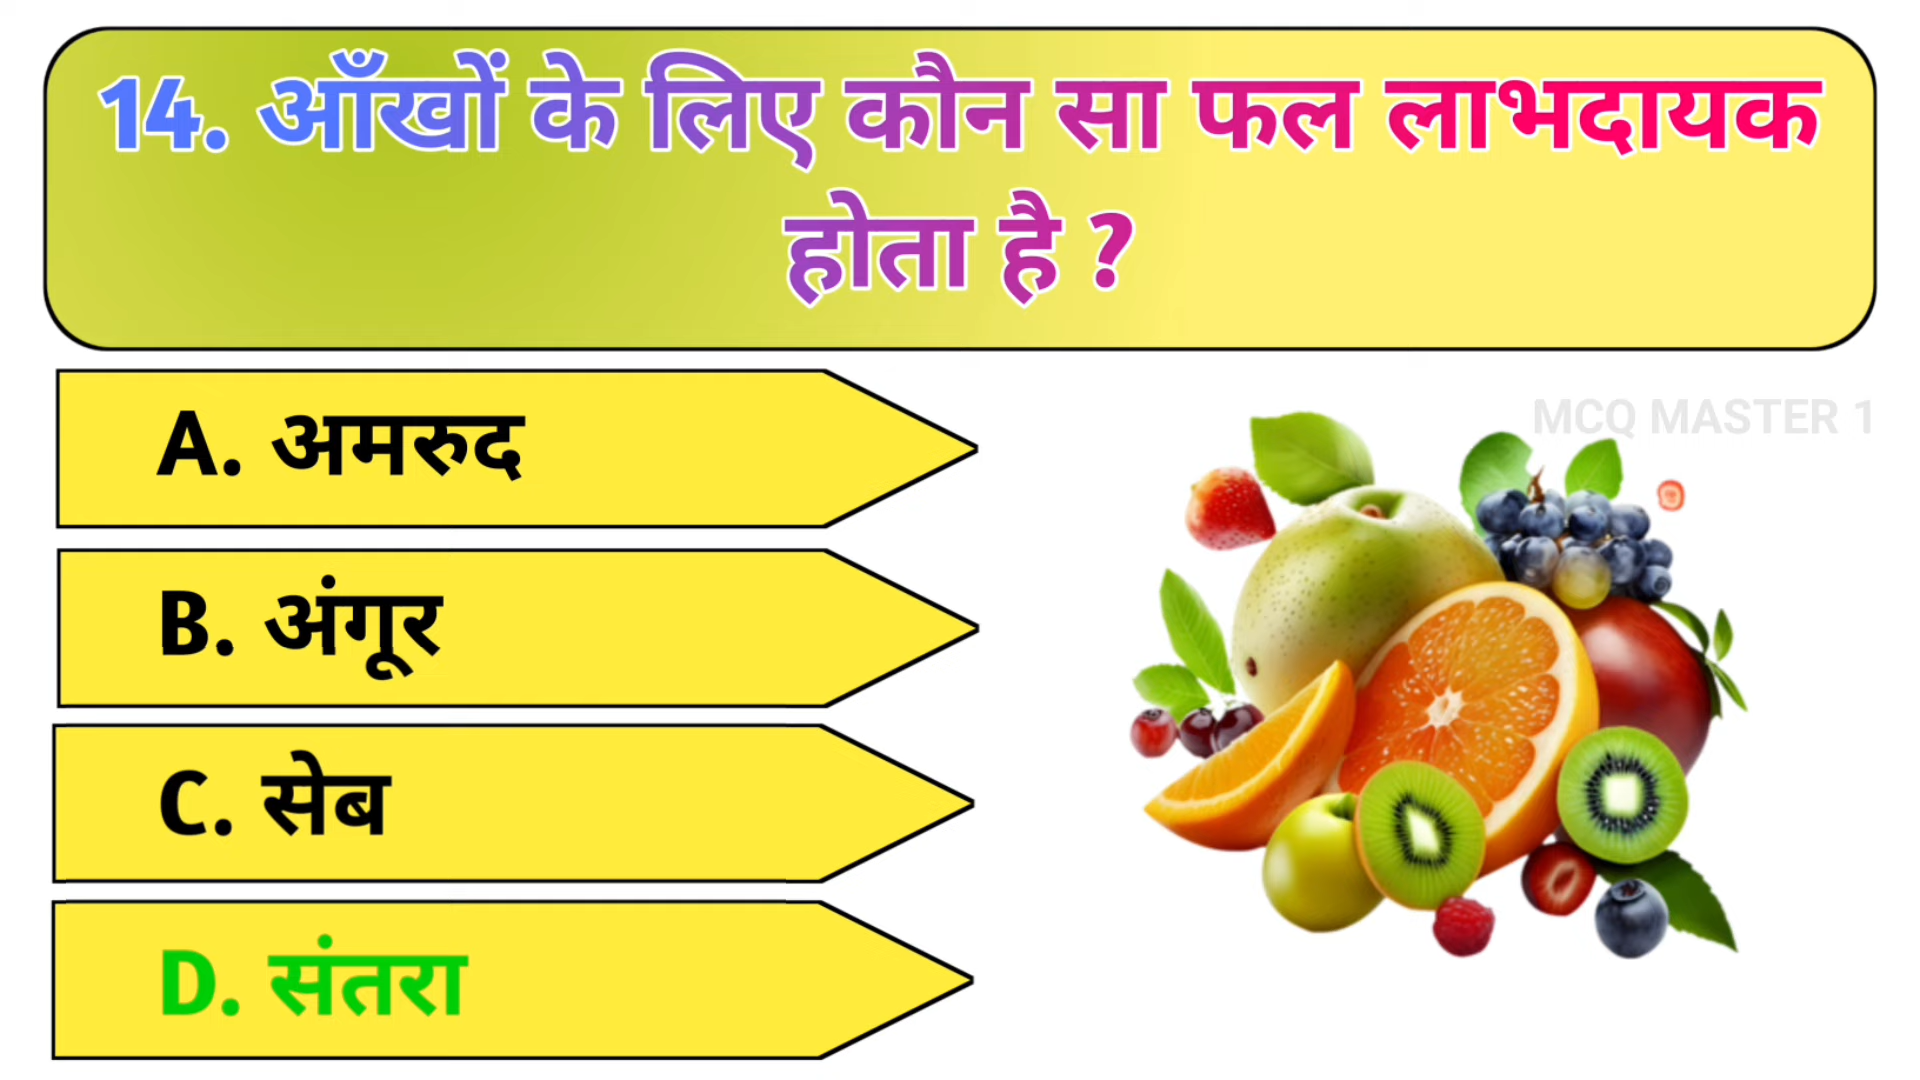 14. आँखों के लिए कौन सा फल लाभदायक
होता है ?
A. अमरुद
B. अंगूर
C. सेब
D. संतरा
MCQ MASTER 1